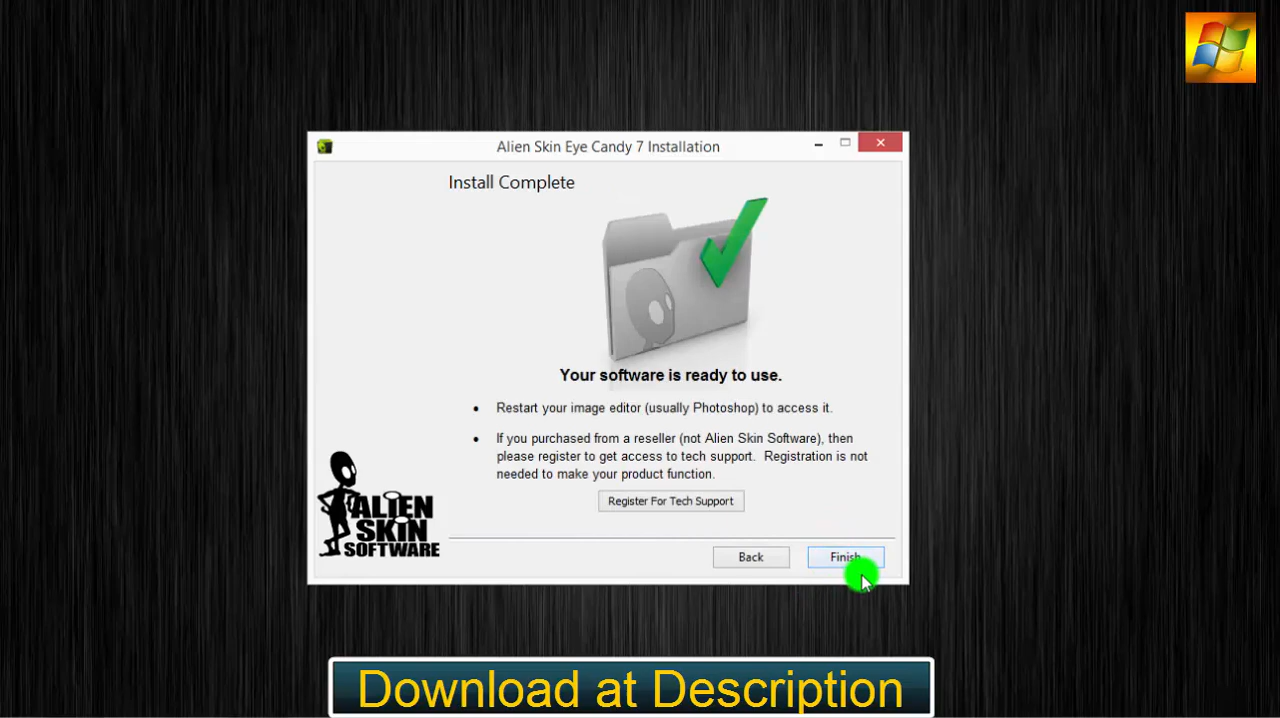 Alien Skin Eye Candy 7 Installation
Install Complete
Your software is ready to use.
• Restart your image editor (usually Photoshop) to access it.
• If you purchased from a reseller (not Alien Skin Software), then
please register to get access to tech support. Registration is not
needed to make your product function.
Register For Tech Support
ALIEN
SKIN
SOFTWARE
Back
Finish
Download at Description